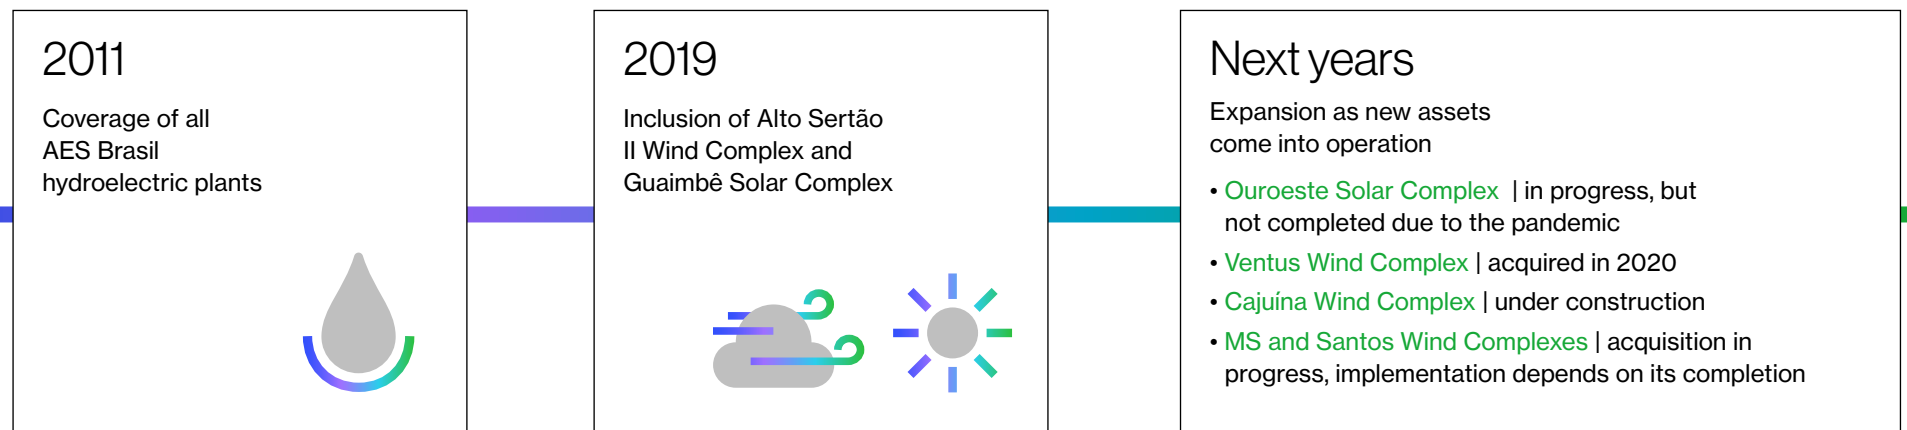 2011
Coverage of all
AES Brasil
hydroelectric plants
2019
Inclusion of Alto Sertão
II Wind Complex and
Guaimbê Solar Complex
Next years
Expansion as new assets
come into operation
• Ouroeste Solar Complex | in progress, but
not completed due to the pandemic
• Ventus Wind Complex | acquired in 2020
• Cajuína Wind Complex | under construction
• MS and Santos Wind Complexes | acquisition in
progress, implementation depends on its completion